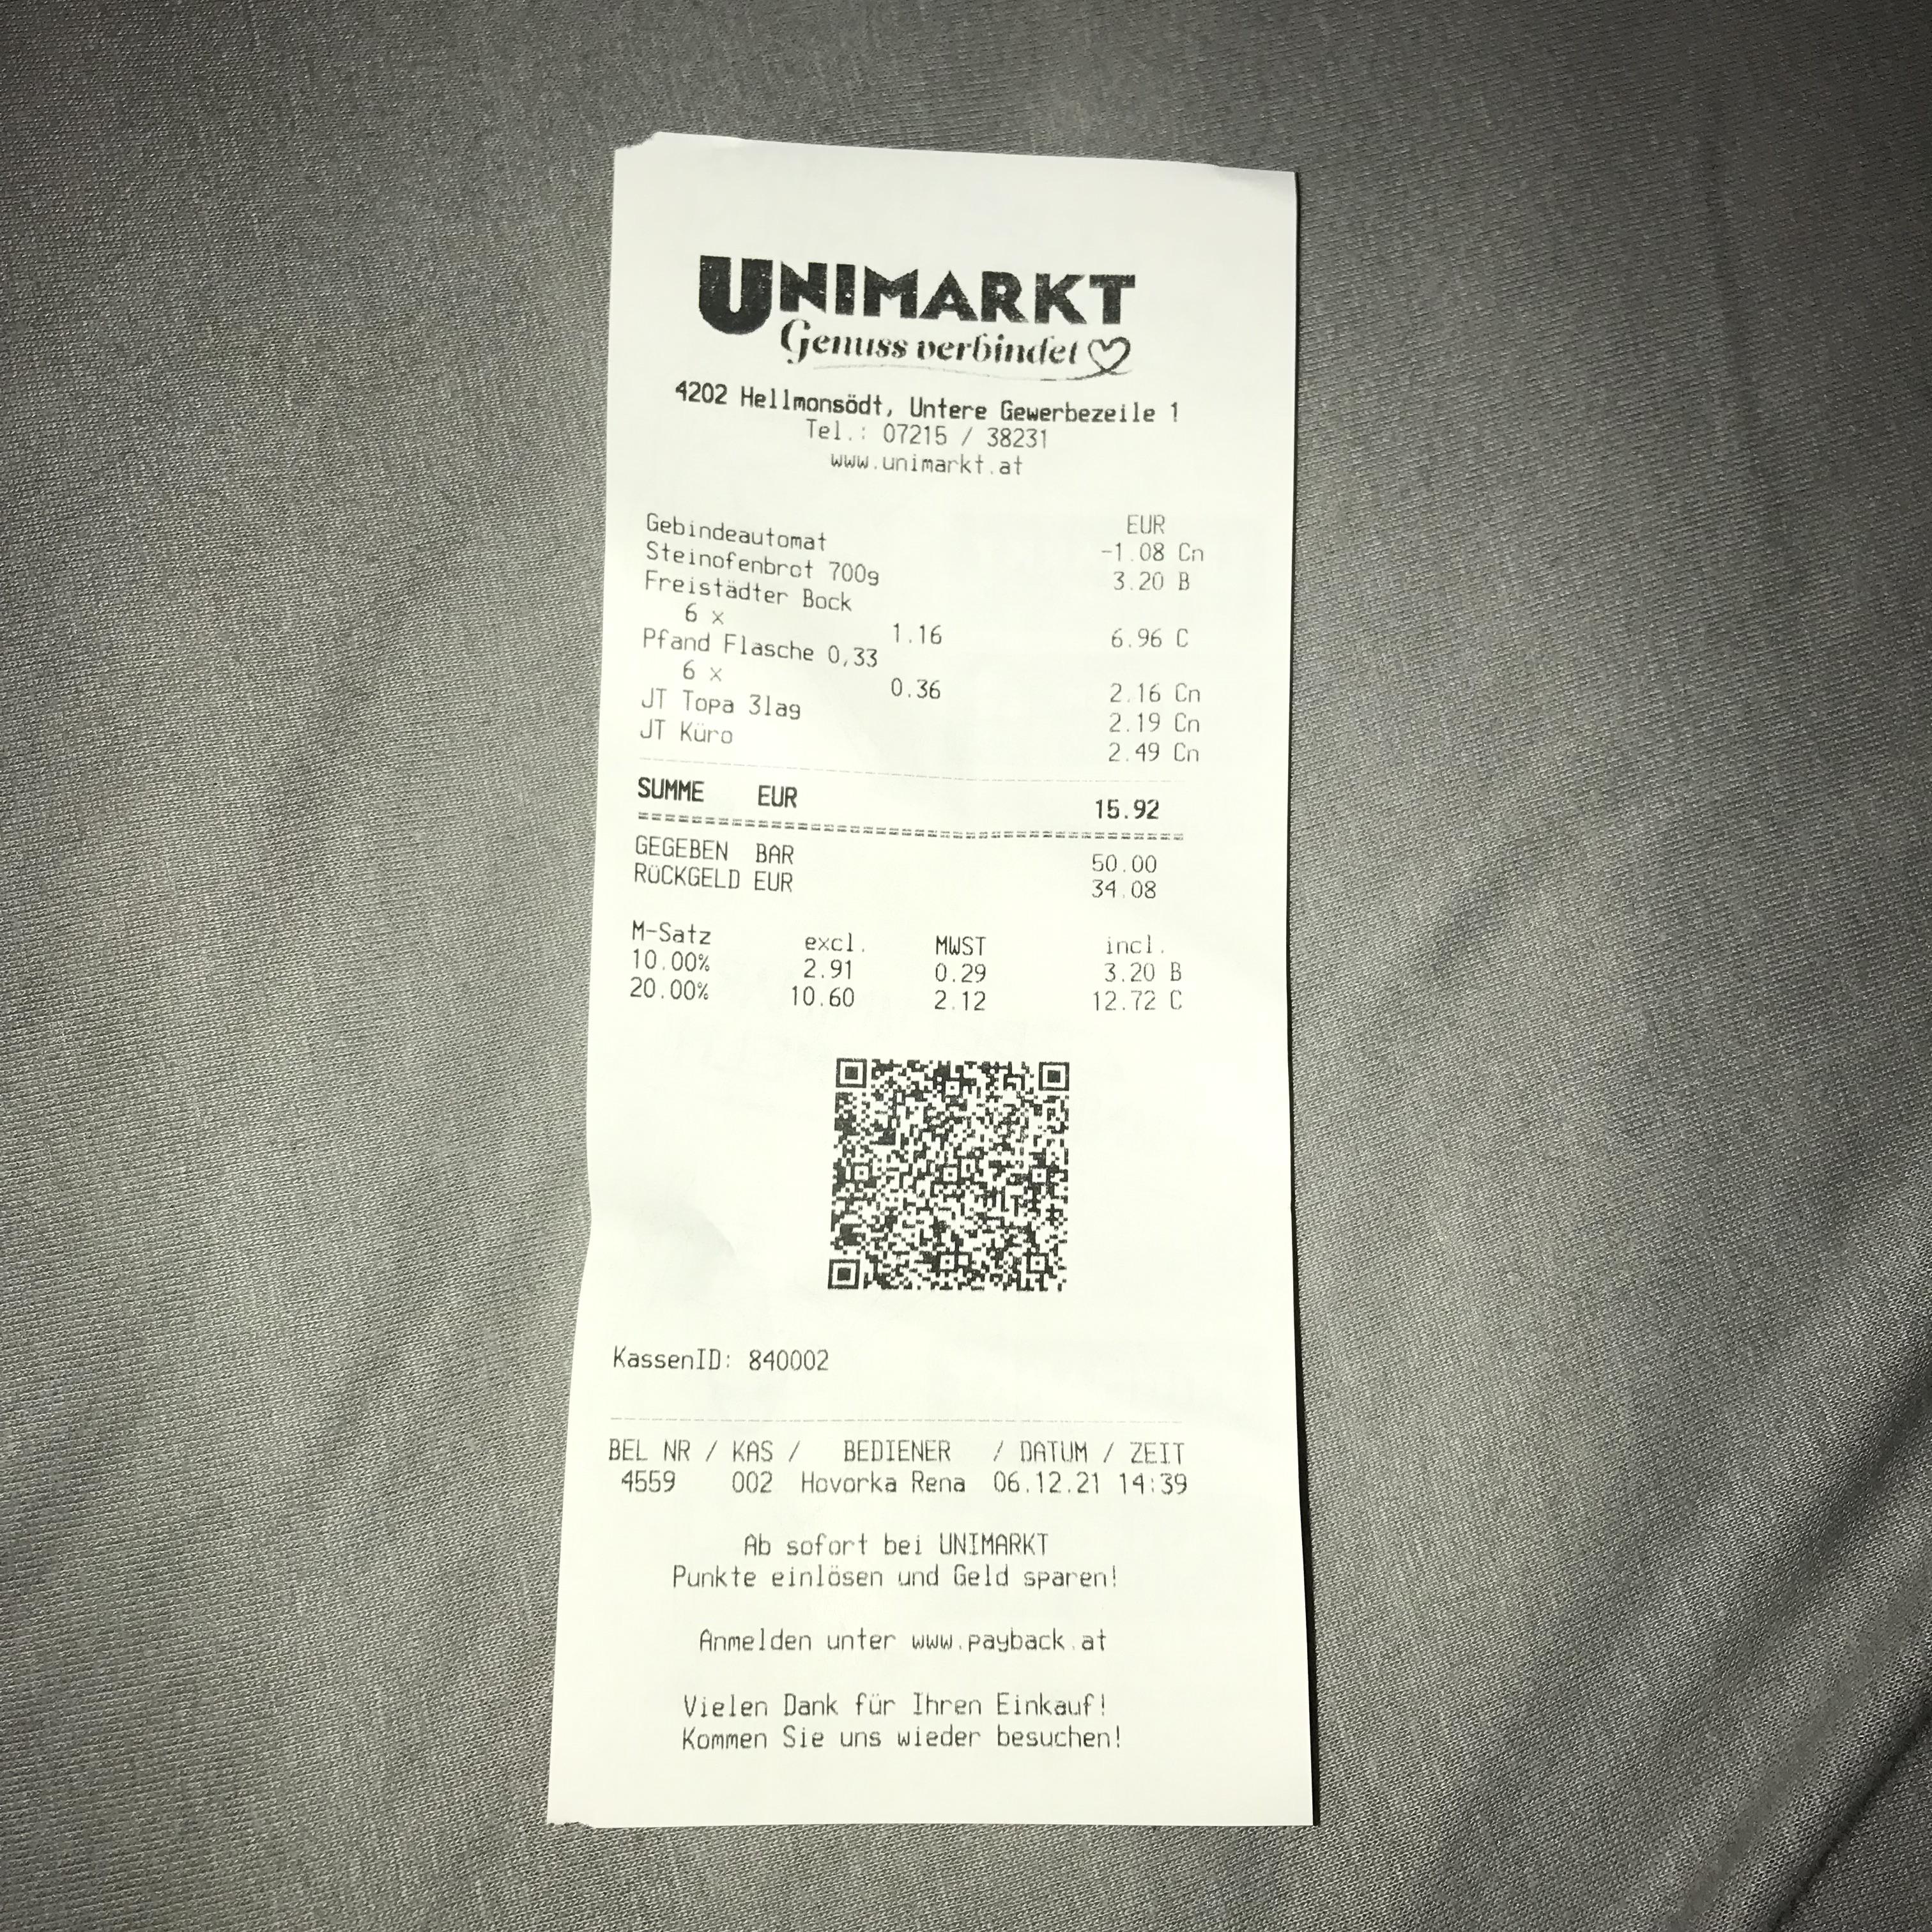 UNIMARKT
Genuss verbindet
4202 Hellmonsödt, Untere Gewerbezeile 1
Tel.: 07215 / 38231
www.unimarkt.at
EUR
Gebindeautomat -1.08 Cn
Steinofenbrot 700g 3.20 B
Freistädter Bock
6 x 1.16 6.96 C
Pfand Flasche 0,33
6 x 0.36 2.16 Cn
JT Topa 3lag 2.19 Cn
JT Küro 2.49 Cn
SUMME EUR 15.92
GEGEBEN BAR 50.00
RÜCKGELD EUR 34.08
M-Satz excl. MWST incl.
10.00% 2.91 0.29 3.20 B
20.00% 10.60 2.12 12.72 C
KassenID: 840002
BEL NR / KAS / BEDIENER / DATUM / ZEIT
4559 002 Hovorka Rena 06.12.21 14:39
Ab sofort bei UNIMARKT
Punkte einlösen und Geld sparen!
Anmelden unter www.payback.at
Vielen Dank für Ihren Einkauf!
Kommen Sie uns wieder besuchen!